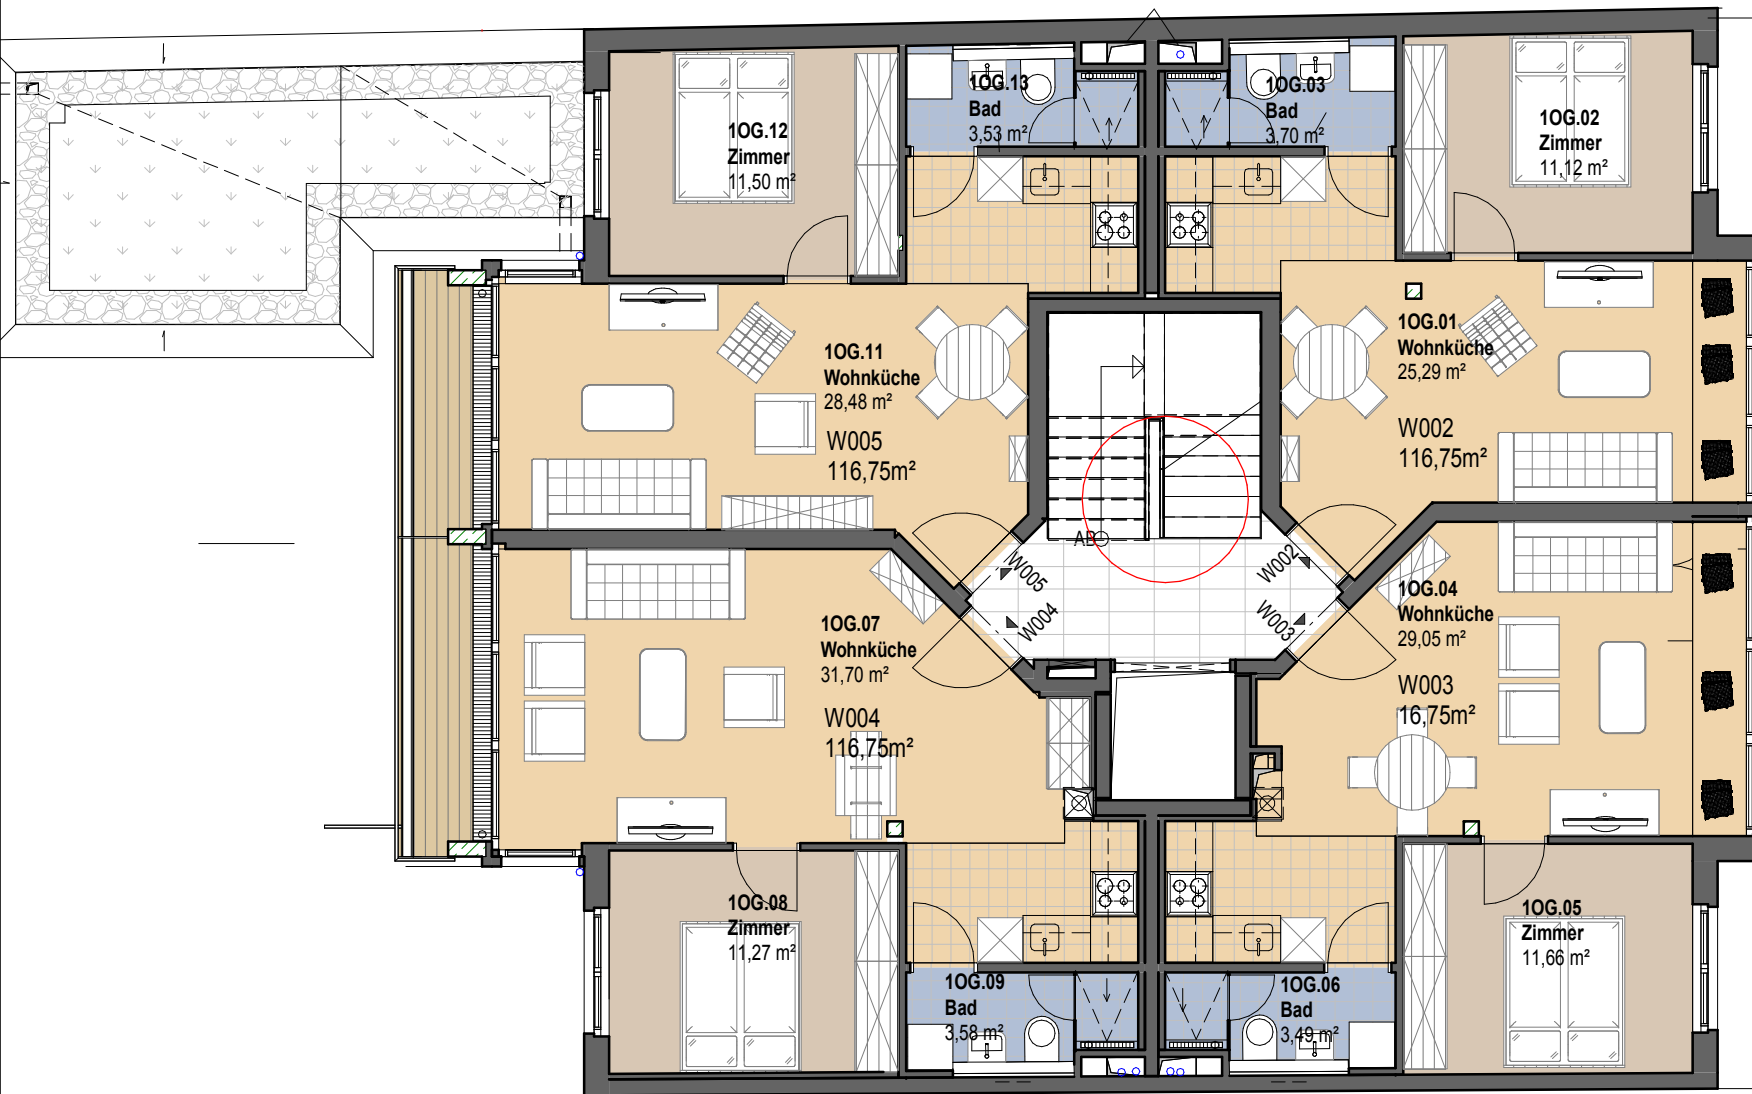 1OG.12
Zimmer
11,50 m²
1OG.13
Bad
3,53 m²
1OG.03
Bad
3,70 m²
1OG.02
Zimmer
11,12 m²
1OG.11
Wohnküche
28,48 m²
W005
116,75m²
1OG.01
Wohnküche
25,29 m²
W002
116,75m²
W005
W004
W002
W003
1OG.07
Wohnküche
31,70 m²
W004
116,75m²
1OG.04
Wohnküche
29,05 m²
W003
16,75m²
1OG.08
Zimmer
11,27 m²
1OG.09
Bad
3,58 m²
1OG.06
Bad
3,49 m²
1OG.05
Zimmer
11,66 m²